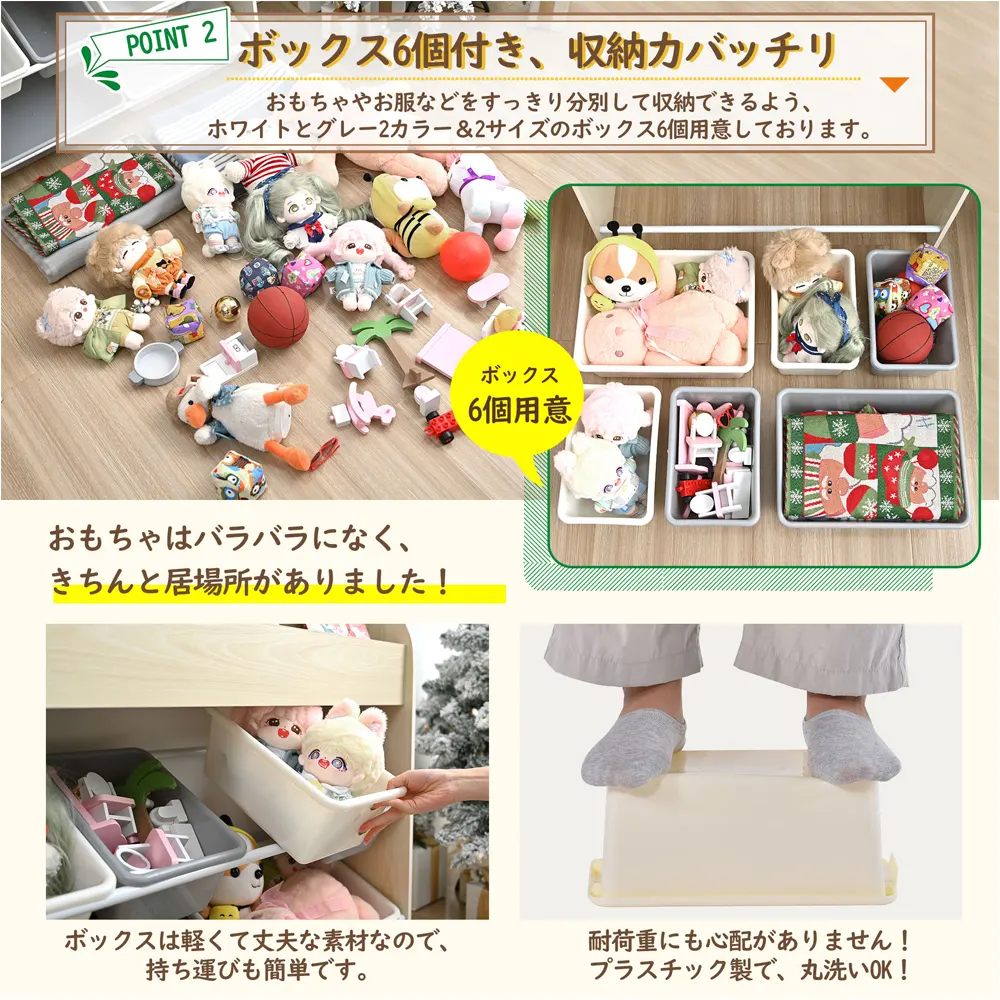 POINT 2
ボックス6個付き、収納力バッチリ
おもちゃやお服などをすっきり分別して収納できるよう、
ホワイトとグレー2カラー＆2サイズのボックス6個用意しております。
ボックス
6個用意
おもちゃはバラバラになく、
きちんと居場所がありました！
ボックスは軽くて丈夫な素材なので、
持ち運びも簡単です。
耐荷重にも心配がありません！
プラスチック製で、丸洗いOK！